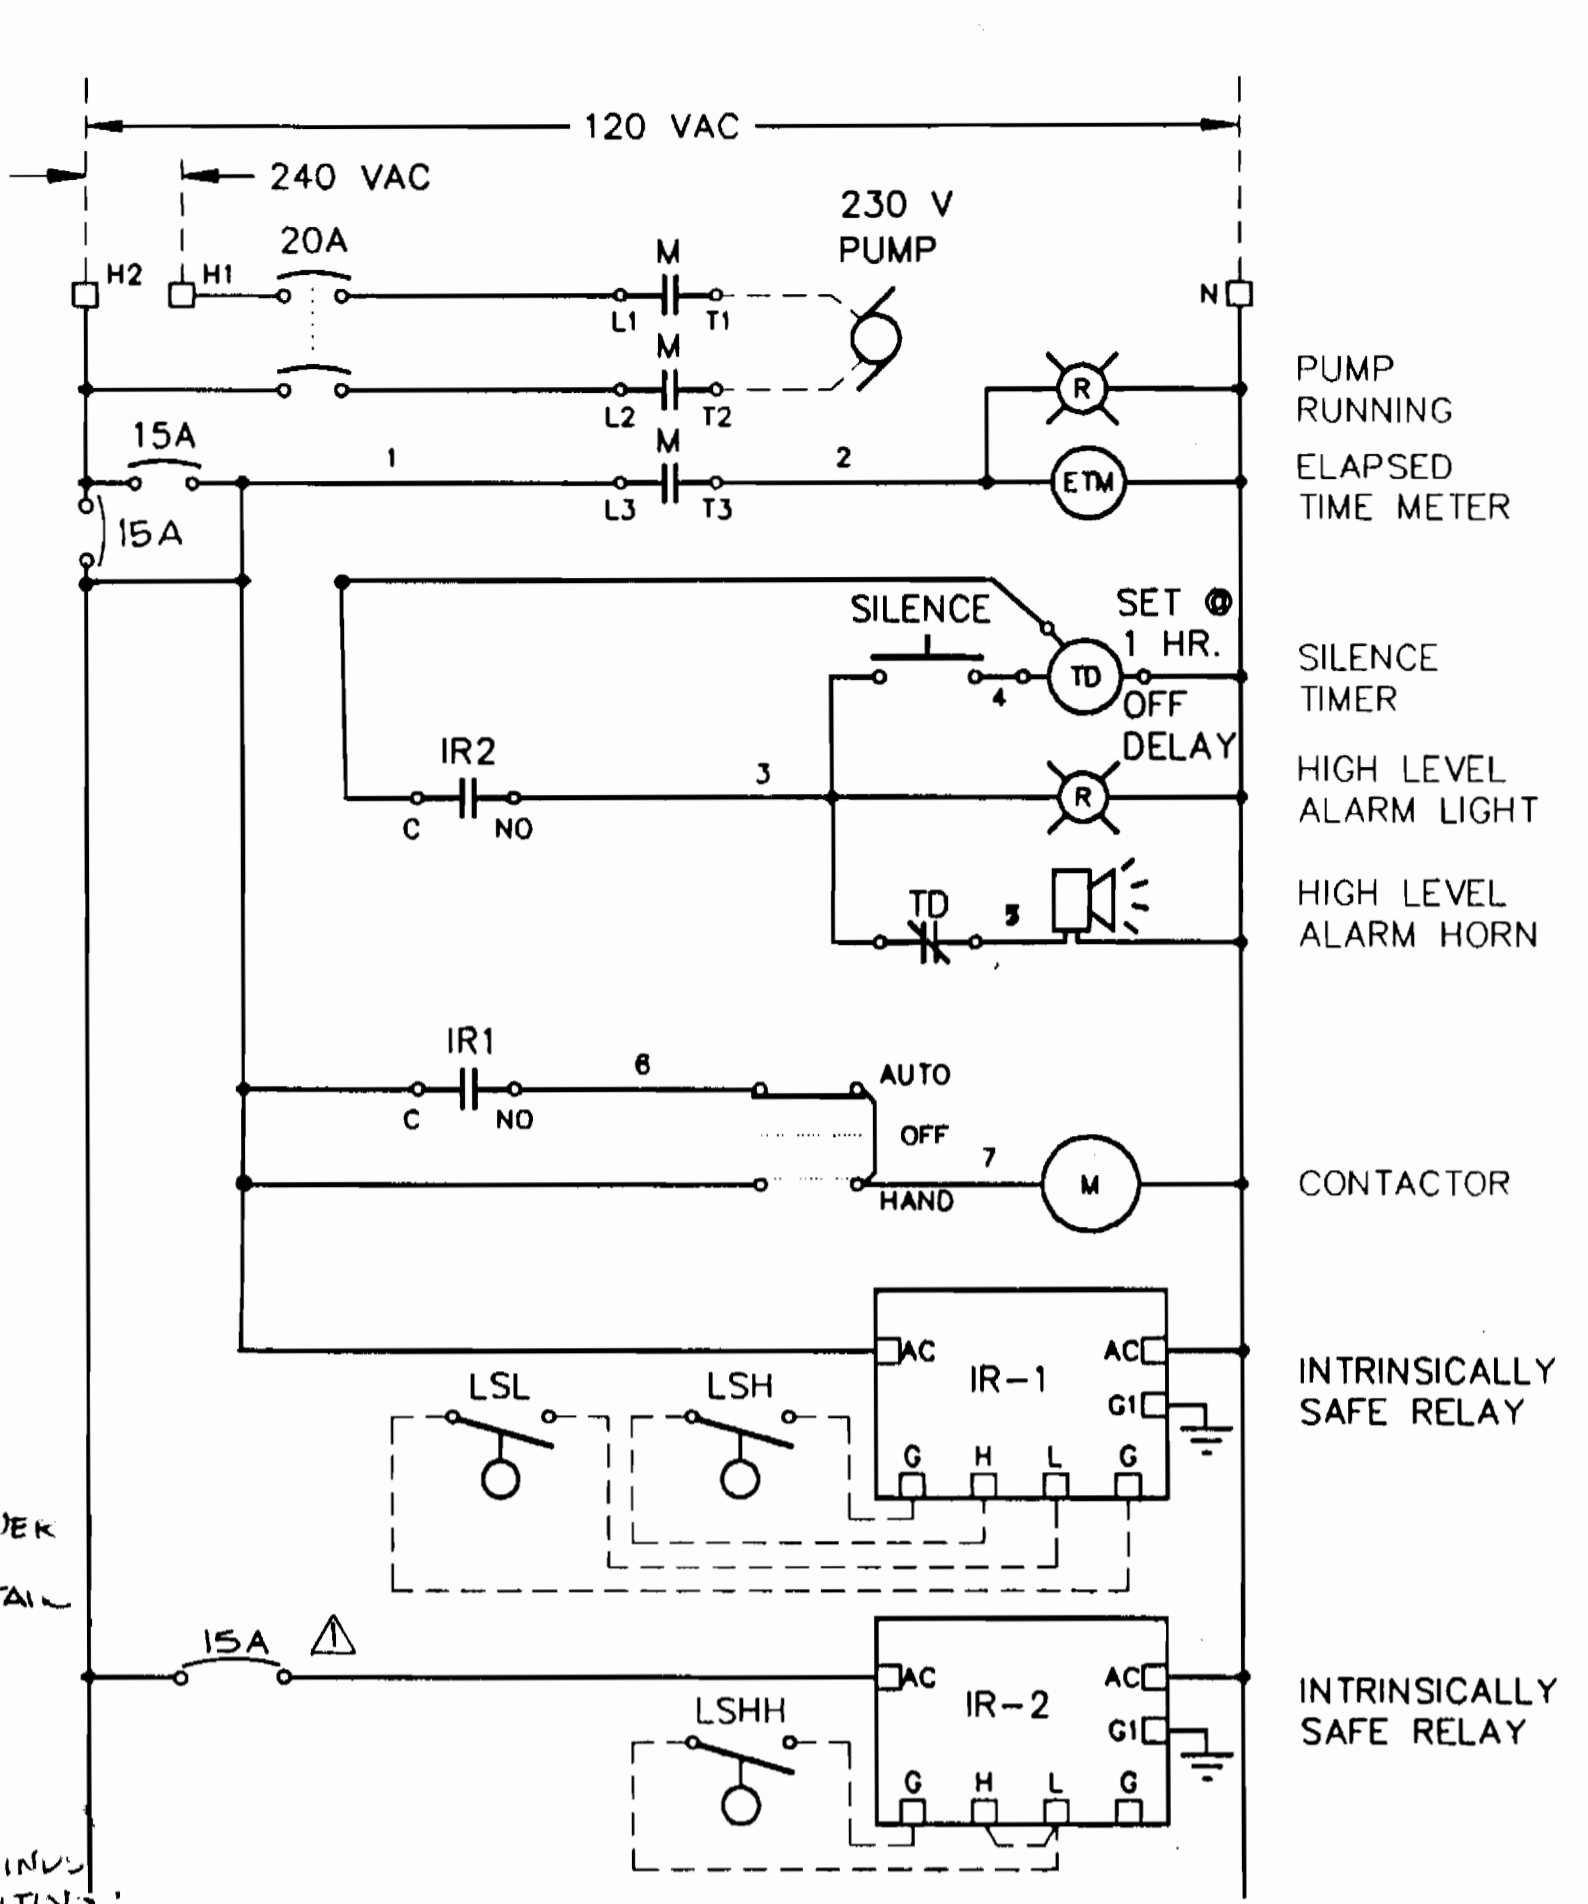 120 VAC
240 VAC
230 V
PUMP
20A
M
H2
H1
N
L1
T1
M
L2
T2
R
PUMP
RUNNING
15A
1
M
2
L3
T3
ETM
ELAPSED
TIME METER
15A
SILENCE
SET @
1 HR.
4
TD
OFF
DELAY
SILENCE
TIMER
IR2
3
C
NO
R
HIGH LEVEL
ALARM LIGHT
TD
5
HIGH LEVEL
ALARM HORN
IR1
6
AUTO
C
NO
OFF
7
HAND
M
CONTACTOR
AC
IR-1
AC
G1
G
H
L
G
LSL
LSH
INTRINSICALLY
SAFE RELAY
15A
1
AC
IR-2
AC
G1
G
H
L
G
LSHH
INTRINSICALLY
SAFE RELAY